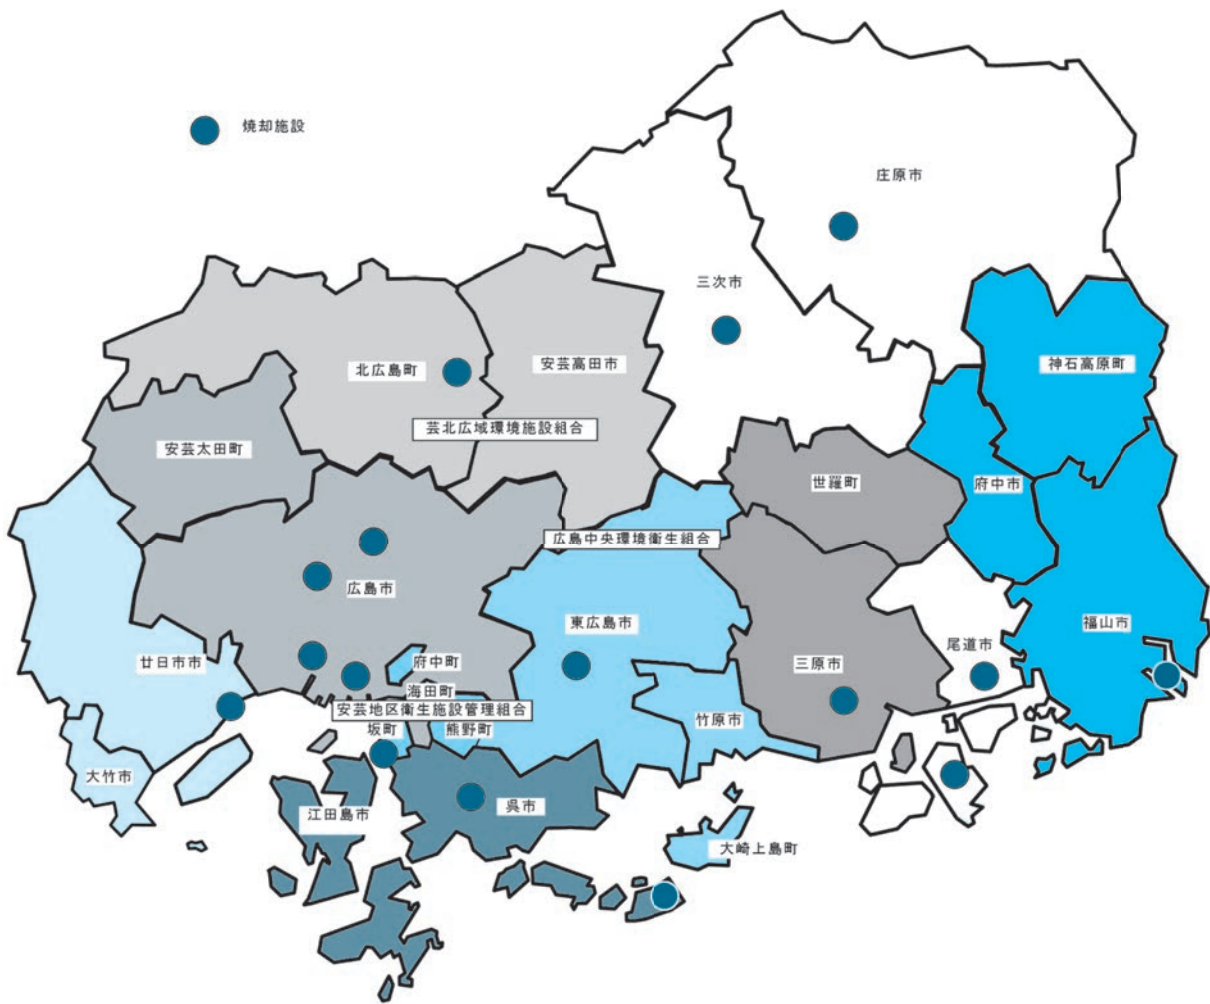 焼却施設
庄原市
三次市
神石高原町
安芸高田市
北広島町
芸北広域環境施設組合
安芸太田町
世羅町
府中市
広島中央環境衛生組合
広島市
東広島市
福山市
尾道市
廿日市市
府中町
三原市
海田町
安芸地区衛生施設管理組合
竹原市
坂町
熊野町
大竹市
江田島市
呉市
大崎上島町